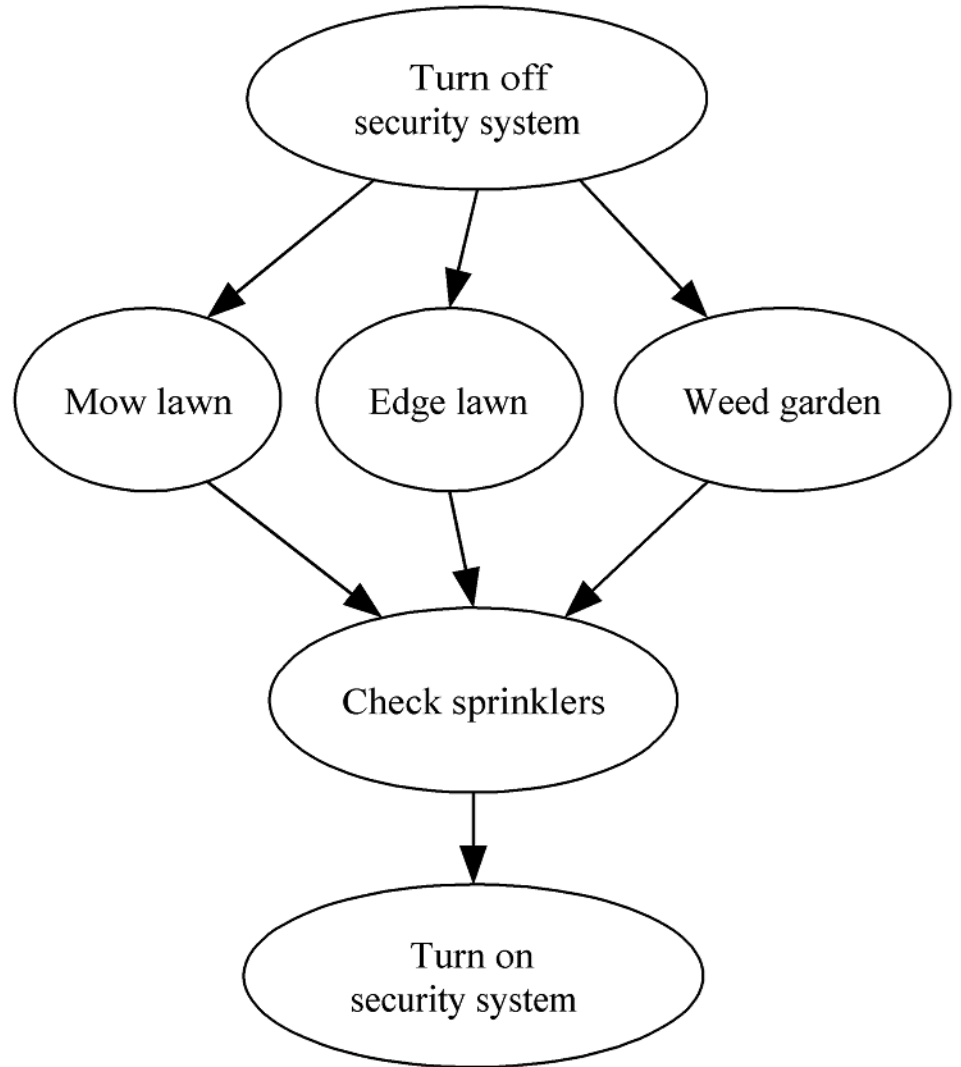 Turn off
security system
Mow lawn
Edge lawn
Weed garden
Check sprinklers
Turn on
security system